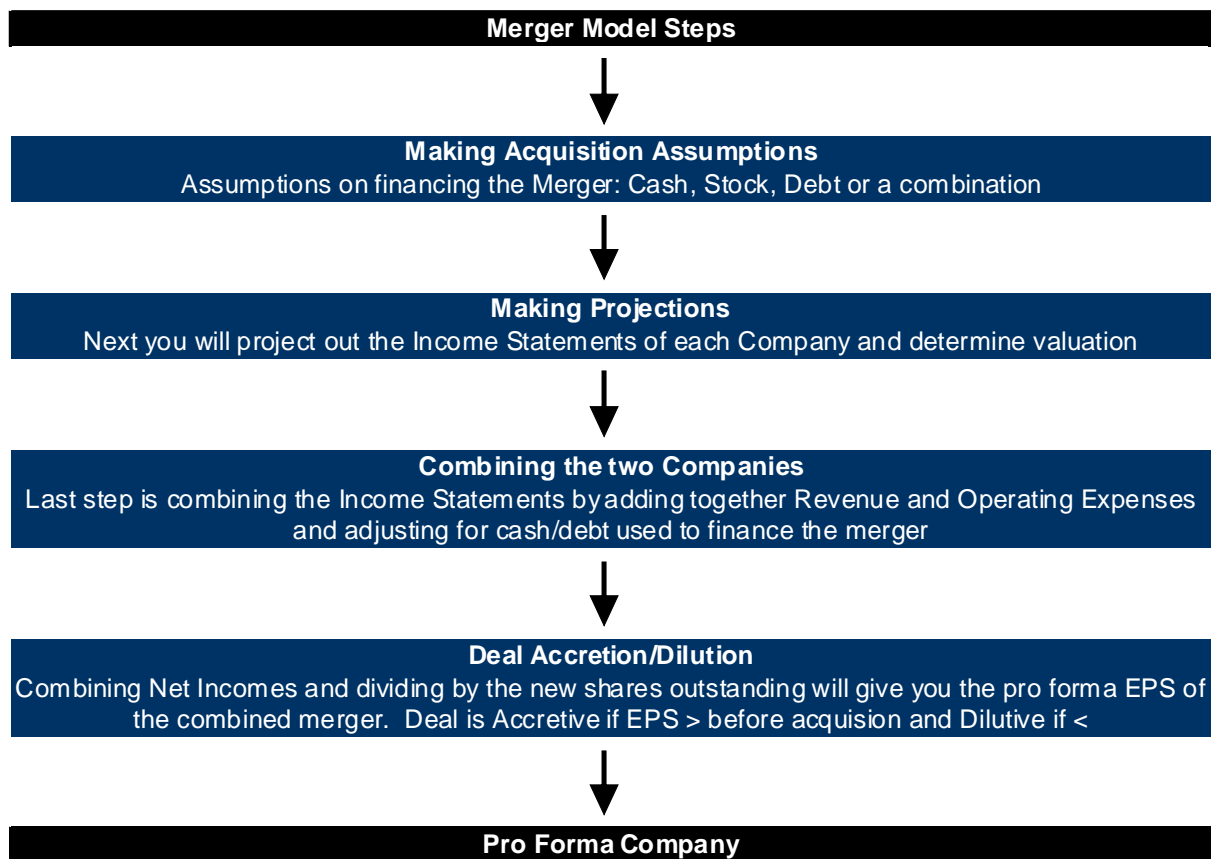 Merger Model Steps
Making Acquisition Assumptions
Assumptions on financing the Merger: Cash, Stock, Debt or a combination
Making Projections
Next you will project out the Income Statements of each Company and determine valuation
Combining the two Companies
Last step is combining the Income Statements by adding together Revenue and Operating Expenses
and adjusting for cash/debt used to finance the merger
Deal Accretion/Dilution
Combining Net Incomes and dividing by the new shares outstanding will give you the pro forma EPS of
the combined merger.  Deal is Accretive if EPS > before acquision and Dilutive if <
Pro Forma Company